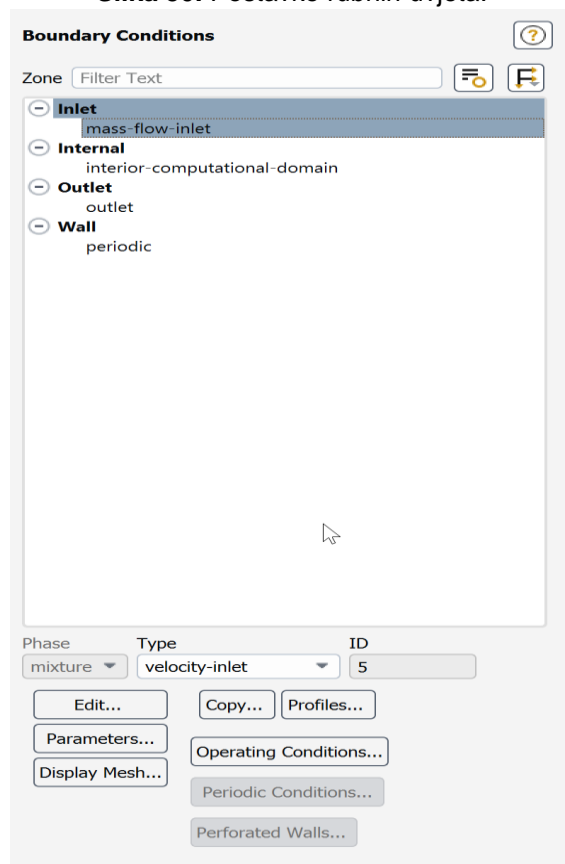 Boundary Conditions
?
Zone Filter Text
Inlet
mass-flow-inlet
Internal
interior-computational-domain
Outlet
outlet
Wall
periodic
Phase Type ID
mixture velocity-inlet 5
Edit... Copy... Profiles...
Parameters...
Operating Conditions...
Display Mesh...
Periodic Conditions...
Perforated Walls...